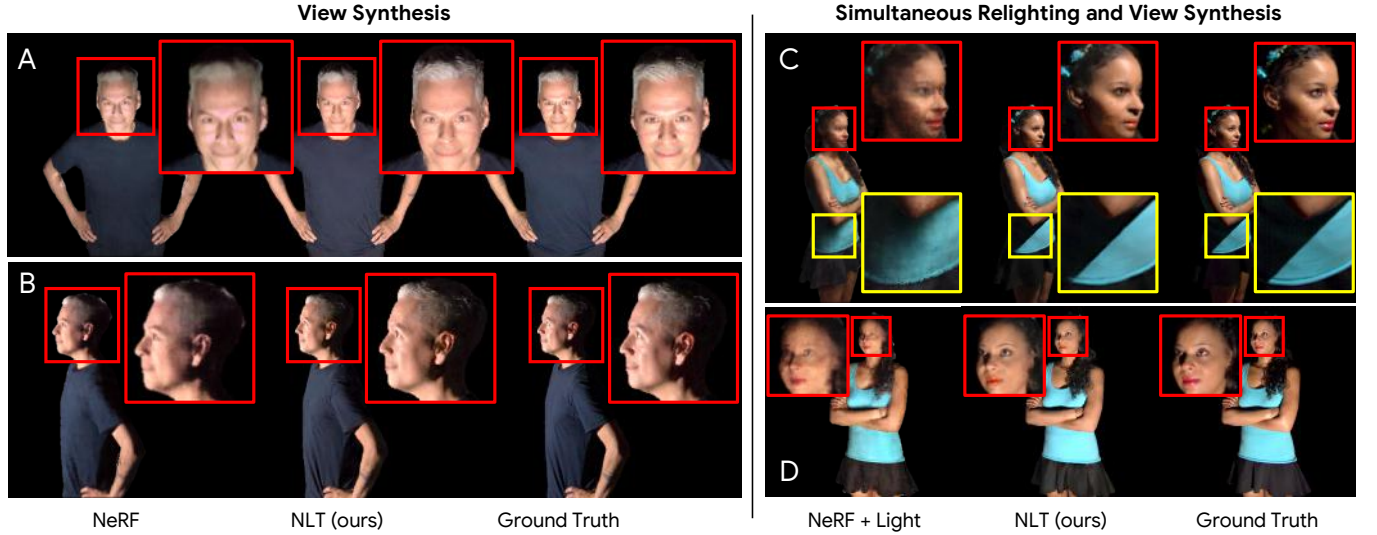 View Synthesis
Simultaneous Relighting and View Synthesis
A
B
C
D
NeRF
NLT (ours)
Ground Truth
NeRF + Light
NLT (ours)
Ground Truth